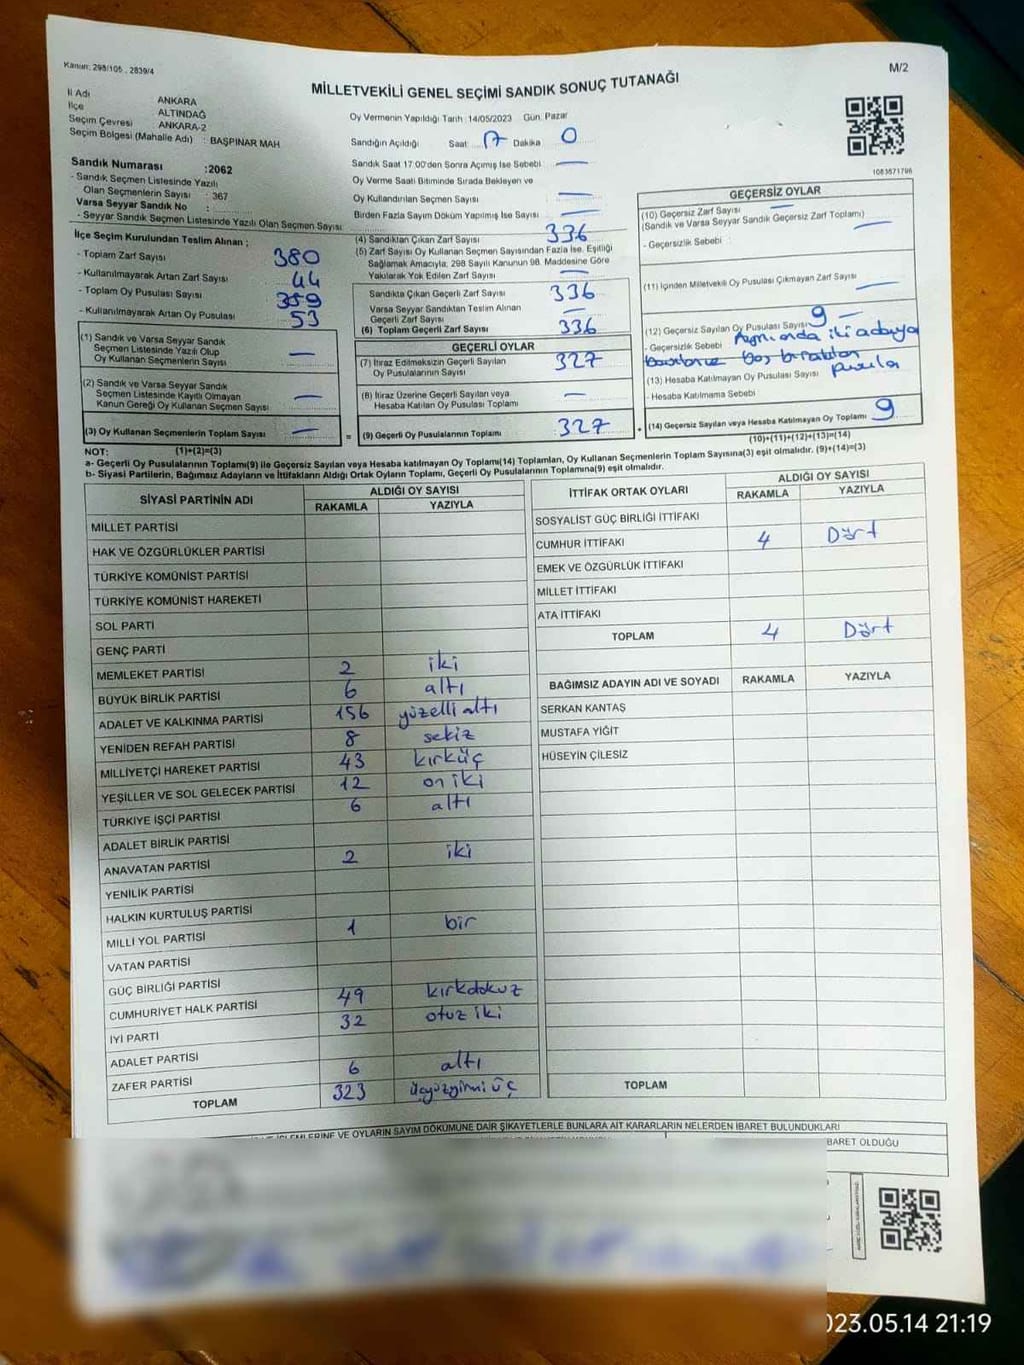 Kanun: 298/105 , 2839/4
M/2
MİLLETVEKİLİ GENEL SEÇİMİ SANDIK SONUÇ TUTANAĞI
İl Adı ANKARA
İlçe ALTINDAĞ
Seçim Çevresi ANKARA-2
Seçim Bölgesi (Mahalle Adı) : BAŞPINAR MAH
Oy Vermenin Yapıldığı Tarih 14/05/2023 Gün. Pazar
Sandığın Açıldığı Saat 17 Dakika 0
Sandık Saat 17:00'den Sonra Açılmış İse Sebebi —
Oy Verme Saati Bitiminde Sırada Bekleyen ve
Oy Kullandırılan Seçmen Sayısı —
Birden Fazla Sayım Döküm Yapılmış İse Sayısı —
1083671796
Sandık Numarası :2062
- Sandık Seçmen Listesinde Yazılı
Olan Seçmenlerin Sayısı : 367
Varsa Seyyar Sandık No :
- Seyyar Sandık Seçmen Listesinde Yazılı Olan Seçmen Sayısı:
İlçe Seçim Kurulundan Teslim Alınan ;
- Toplam Zarf Sayısı 380
- Kullanılmayarak Artan Zarf Sayısı 44
- Toplam Oy Pusulası Sayısı
- Kullanılmayarak Artan Oy Pusulası 53
(1) Sandık ve Varsa Seyyar Sandık
Seçmen Listesinde Yazılı Olup
Oy Kullanan Seçmenlerin Sayısı —
(2) Sandık ve Varsa Seyyar Sandık
Seçmen Listesinde Kayıtlı Olmayan
Kanun Gereği Oy Kullanan Seçmen Sayısı —
(3) Oy Kullanan Seçmenlerin Toplam Sayısı —
(4) Sandıktan Çıkan Zarf Sayısı 336
(5) Zarf Sayısı Oy Kullanan Seçmen Sayısından Fazla İse, Eşitliği
Sağlamak Amacıyla, 298 Sayılı Kanunun 98. Maddesine Göre
Yakılarak Yok Edilen Zarf Sayısı —
Sandıkta Çıkan Geçerli Zarf Sayısı 336
Varsa Seyyar Sandıktan Teslim Alınan
Geçerli Zarf Sayısı —
(6) Toplam Geçerli Zarf Sayısı 336
GEÇERLİ OYLAR
(7) İtiraz Edilmeksizin Geçerli Sayılan
Oy Pusulalarının Sayısı 327
(8) İtiraz Üzerine Geçerli Sayılan veya
Hesaba Katılan Oy Pusulası Toplamı —
= (9) Geçerli Oy Pusulalarının Toplamı 327
GEÇERSİZ OYLAR
(10) Geçersiz Zarf Sayısı —
(Sandık ve Varsa Seyyar Sandık Geçersiz Zarf Toplamı) —
- Geçersizlik Sebebi :
(11) İçinden Milletvekili Oy Pusulası Çıkmayan Zarf Sayısı —
(12) Geçersiz Sayılan Oy Pusulası Sayısı 9 —
- Geçersizlik Sebebi Aynı anda iki adaya
boş bırakılan
pusula
(13) Hesaba Katılmayan Oy Pusulası Sayısı
- Hesaba Katılmama Sebebi
+ (14) Geçersiz Sayılan veya Hesaba Katılmayan Oy Toplamı 9
NOT: (1)+(2)=(3)
(10)+(11)+(12)+(13)=(14)
a- Geçerli Oy Pusulalarının Toplamı(9) ile Geçersiz Sayılan veya Hesaba katılmayan Oy Toplamı(14) Toplamları, Oy Kullanan Seçmenlerin Toplam Sayısına(3) eşit olmalıdır. (9)+(14)=(3)
b- Siyasi Partilerin, Bağımsız Adayların ve İttifakların Aldığı Ortak Oyların Toplamı, Geçerli Oy Pusulalarının Toplamına(9) eşit olmalıdır.
SİYASİ PARTİNİN ADI ALDIĞI OY SAYISI
RAKAMLA YAZIYLA
MİLLET PARTİSİ
HAK VE ÖZGÜRLÜKLER PARTİSİ
TÜRKİYE KOMÜNİST PARTİSİ
TÜRKİYE KOMÜNİST HAREKETİ
SOL PARTİ
GENÇ PARTİ
MEMLEKET PARTİSİ 2 iki
BÜYÜK BİRLİK PARTİSİ 6 altı
ADALET VE KALKINMA PARTİSİ 156 yüzelli altı
YENİDEN REFAH PARTİSİ 8 sekiz
MİLLİYETÇİ HAREKET PARTİSİ 43 kırküç
YEŞİLLER VE SOL GELECEK PARTİSİ 12 on iki
TÜRKİYE İŞÇİ PARTİSİ 6 altı
ADALET BİRLİK PARTİSİ
ANAVATAN PARTİSİ 2 iki
YENİLİK PARTİSİ
HALKIN KURTULUŞ PARTİSİ
MİLLİ YOL PARTİSİ 1 bir
VATAN PARTİSİ
GÜÇ BİRLİĞİ PARTİSİ
CUMHURİYET HALK PARTİSİ 49 kırkdokuz
İYİ PARTİ 32 otuz iki
ADALET PARTİSİ
ZAFER PARTİSİ 6 altı
TOPLAM 323 üçyüzyirmi üç
İTTİFAK ORTAK OYLARI ALDIĞI OY SAYISI
RAKAMLA YAZIYLA
SOSYALİST GÜÇ BİRLİĞİ İTTİFAKI
CUMHUR İTTİFAKI 4 Dört
EMEK VE ÖZGÜRLÜK İTTİFAKI
MİLLET İTTİFAKI
ATA İTTİFAKI
TOPLAM 4 Dört
BAĞIMSIZ ADAYIN ADI VE SOYADI RAKAMLA YAZIYLA
SERKAN KANTAŞ
MUSTAFA YİĞİT
HÜSEYİN ÇİLESİZ
TOPLAM
İŞLEMLERİNE VE OYLARIN SAYIM DÖKÜMÜNE DAİR ŞİKAYETLERLE BUNLARA AİT KARARLARIN NELERDEN İBARET BULUNDUKLARI
BARET OLDUĞU
023.05.14 21:19